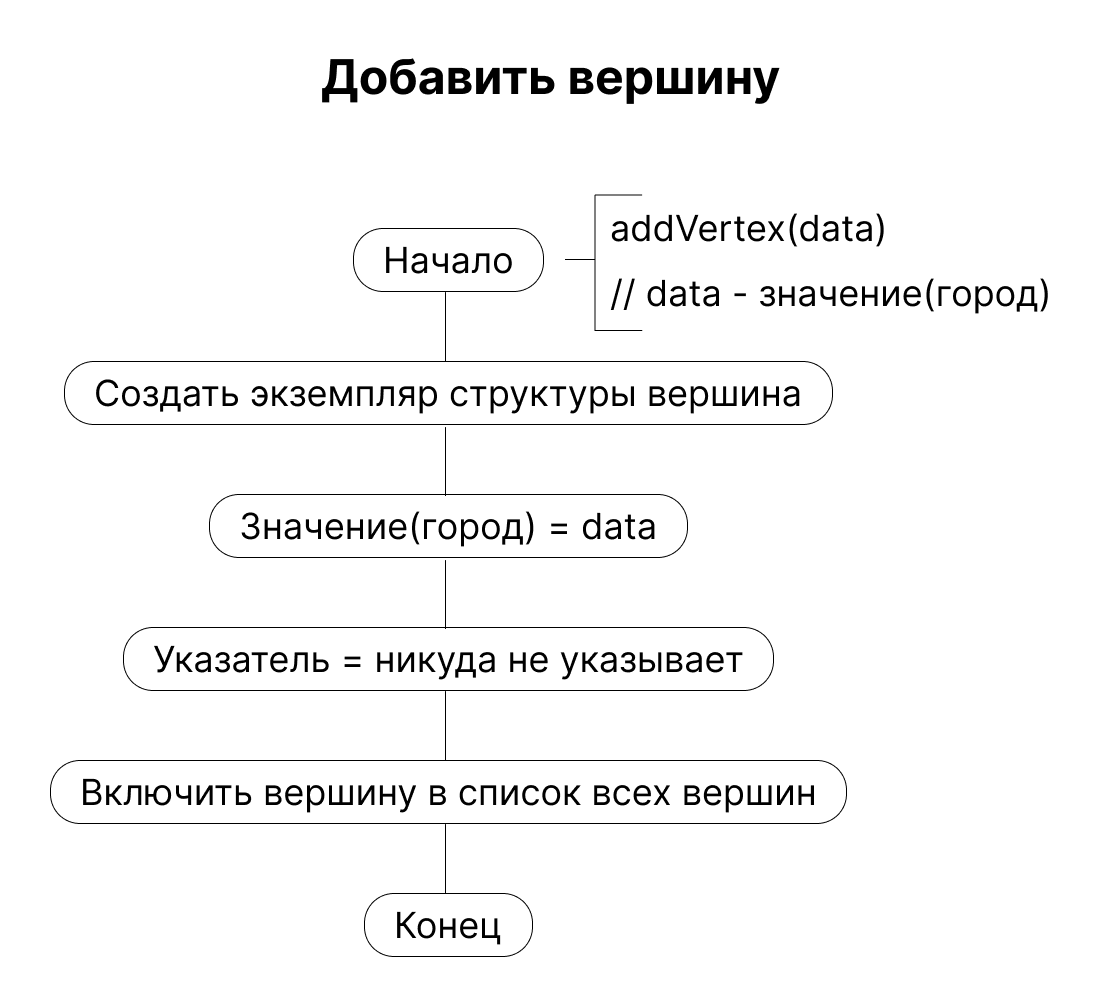 Добавить вершину
Начало
addVertex(data)
// data - значение(город)
Создать экземпляр структуры вершина
Значение(город) = data
Указатель = никуда не указывает
Включить вершину в список всех вершин
Конец